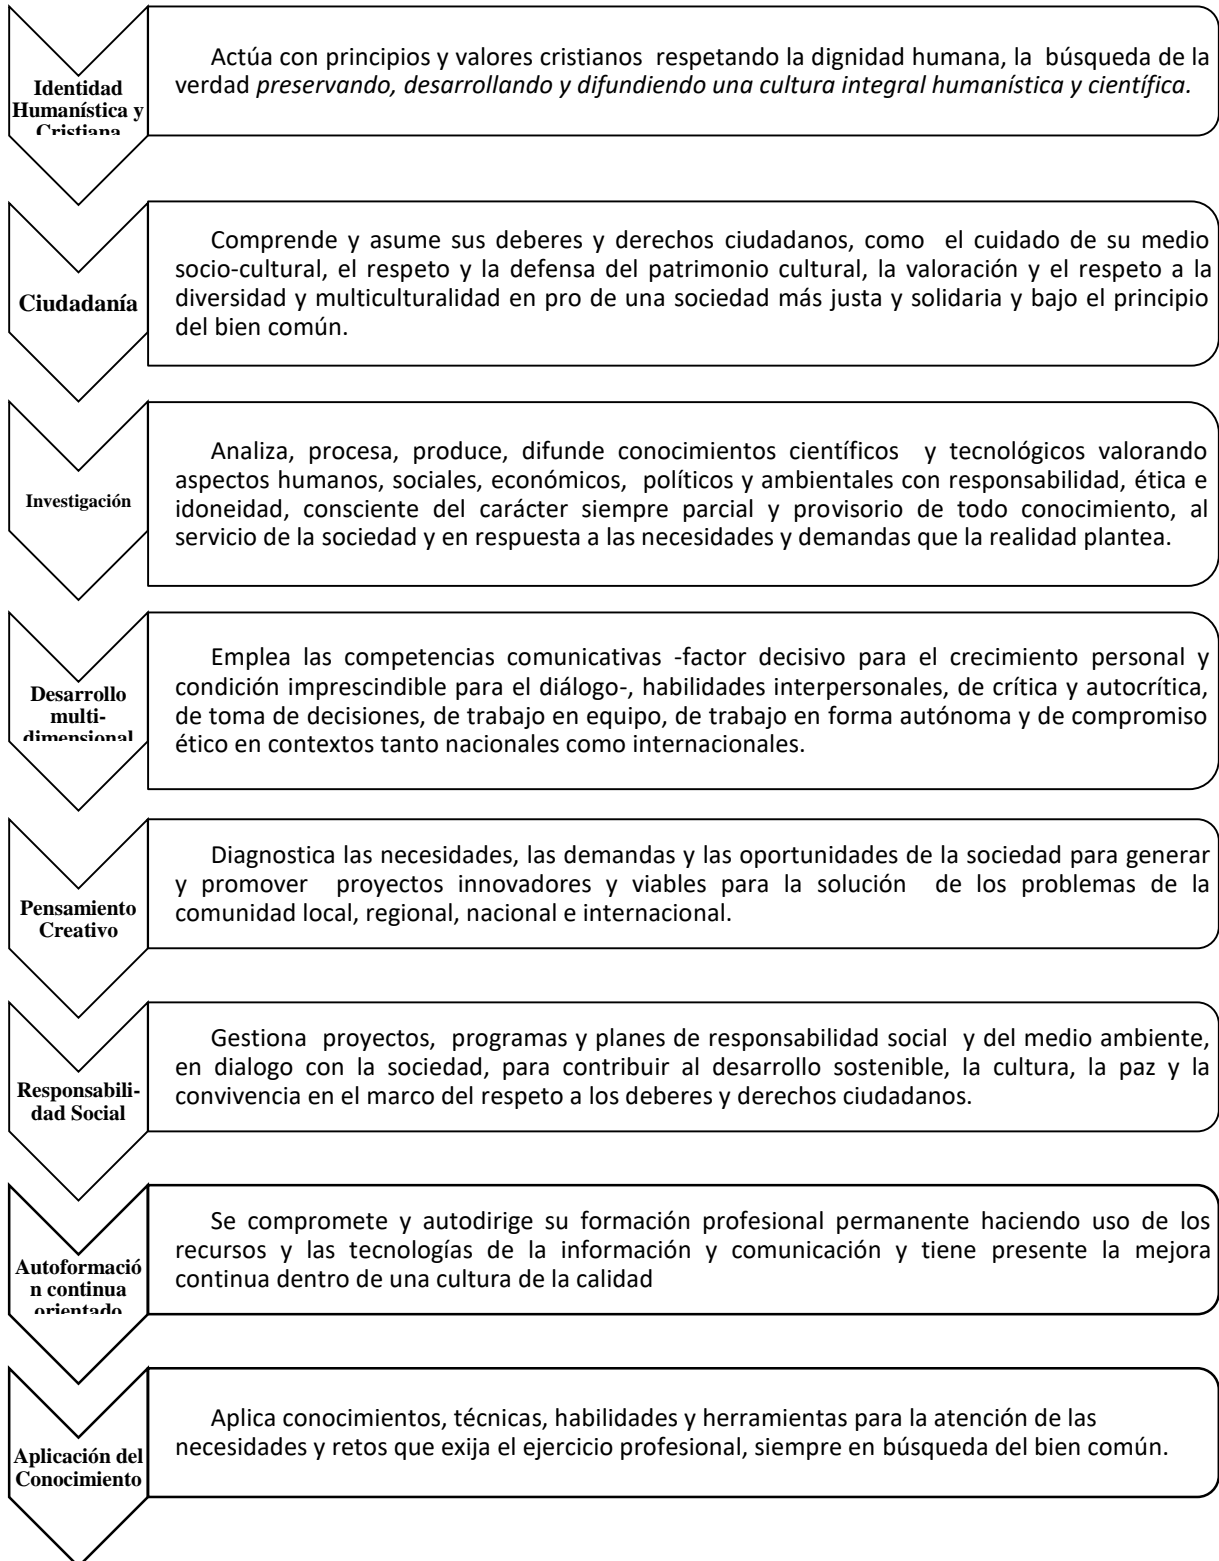 Identidad
Humanística y
Cristiana
Actúa con principios y valores cristianos respetando la dignidad humana, la búsqueda de la
verdad preservando, desarrollando y difundiendo una cultura integral humanística y científica.
Ciudadanía
Comprende y asume sus deberes y derechos ciudadanos, como el cuidado de su medio
socio-cultural, el respeto y la defensa del patrimonio cultural, la valoración y el respeto a la
diversidad y multiculturalidad en pro de una sociedad más justa y solidaria y bajo el principio
del bien común.
Investigación
Analiza, procesa, produce, difunde conocimientos científicos y tecnológicos valorando
aspectos humanos, sociales, económicos, políticos y ambientales con responsabilidad, ética e
idoneidad, consciente del carácter siempre parcial y provisorio de todo conocimiento, al
servicio de la sociedad y en respuesta a las necesidades y demandas que la realidad plantea.
Desarrollo
multi-
dimensional
Emplea las competencias comunicativas -factor decisivo para el crecimiento personal y
condición imprescindible para el diálogo-, habilidades interpersonales, de crítica y autocrítica,
de toma de decisiones, de trabajo en equipo, de trabajo en forma autónoma y de compromiso
ético en contextos tanto nacionales como internacionales.
Pensamiento
Creativo
Diagnostica las necesidades, las demandas y las oportunidades de la sociedad para generar
y promover proyectos innovadores y viables para la solución de los problemas de la
comunidad local, regional, nacional e internacional.
Responsabili-
dad Social
Gestiona proyectos, programas y planes de responsabilidad social y del medio ambiente,
en dialogo con la sociedad, para contribuir al desarrollo sostenible, la cultura, la paz y la
convivencia en el marco del respeto a los deberes y derechos ciudadanos.
Autoformació
n continua
orientado
Se compromete y autodirige su formación profesional permanente haciendo uso de los
recursos y las tecnologías de la información y comunicación y tiene presente la mejora
continua dentro de una cultura de la calidad
Aplicación del
Conocimiento
Aplica conocimientos, técnicas, habilidades y herramientas para la atención de las
necesidades y retos que exija el ejercicio profesional, siempre en búsqueda del bien común.